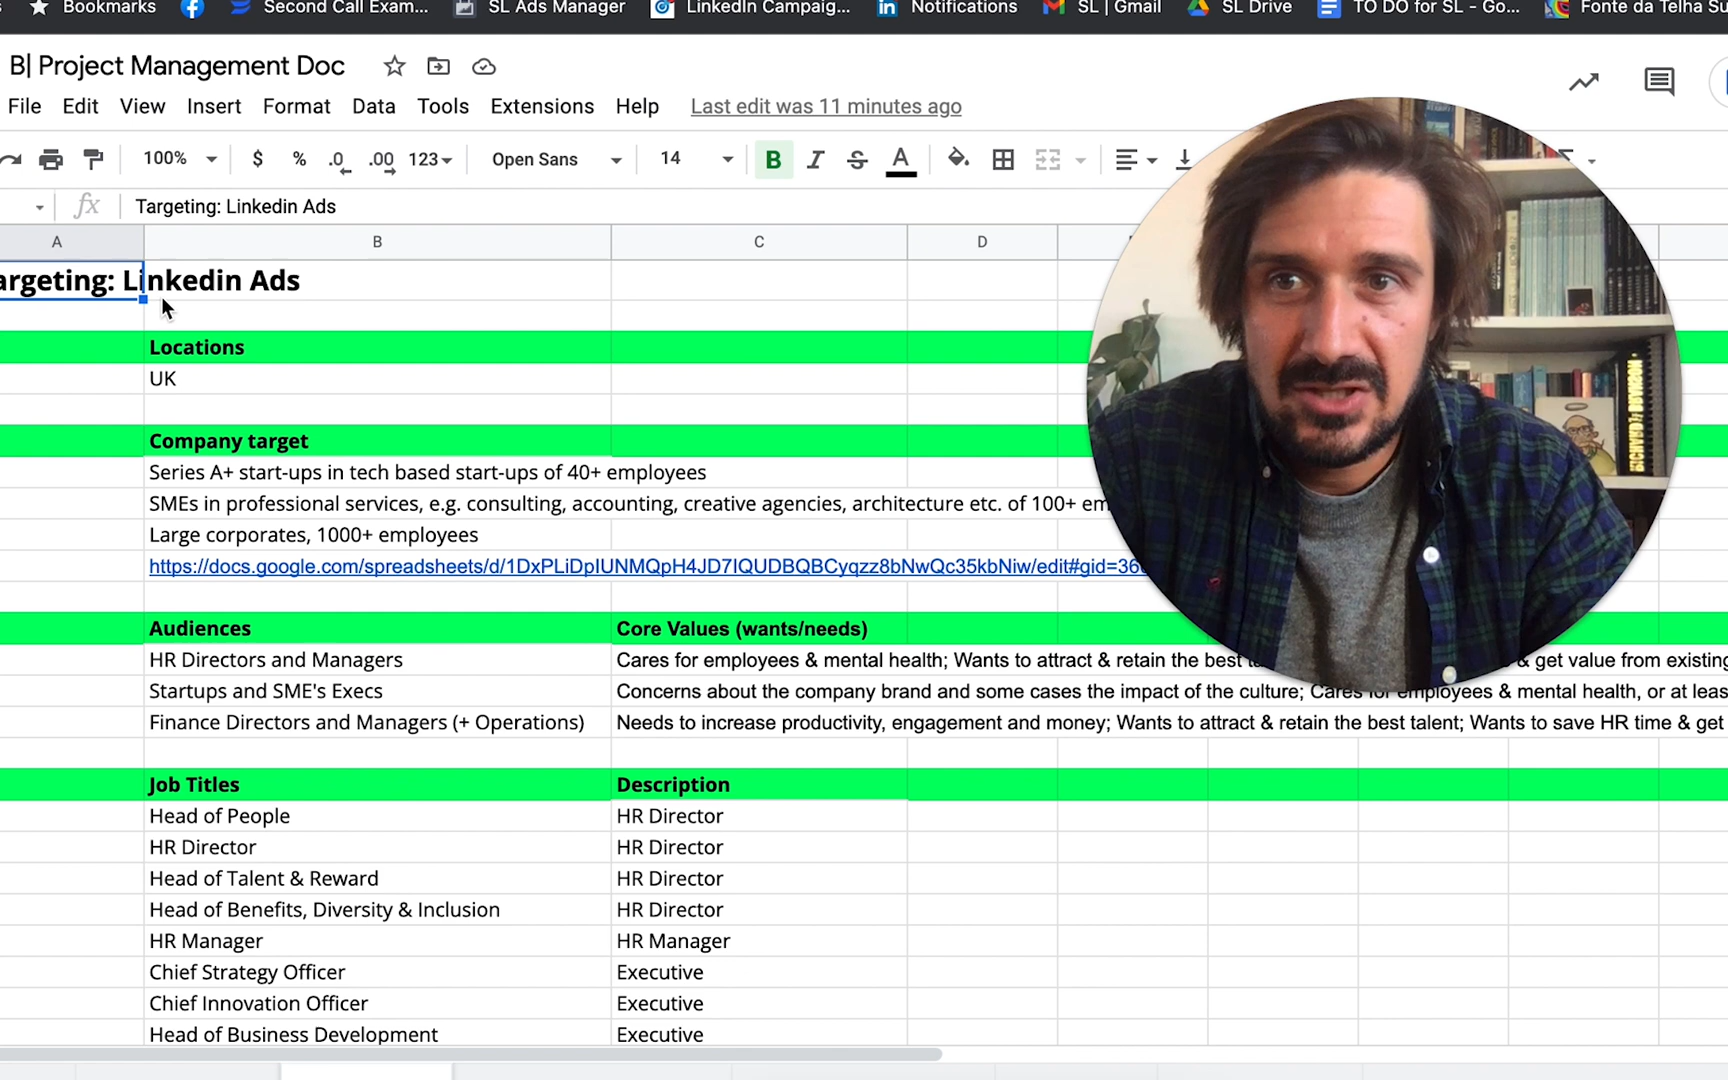 Bookmarks
Second Call Exam...
SL Ads Manager
LinkedIn Campaig...
Notifications
SL | Gmail
SL Drive
TO DO for SL - Go...
Fonte da Telha Su
B| Project Management Doc
File Edit View Insert Format Data Tools Extensions Help Last edit was 11 minutes ago
100% $ % .0 .00 123 Open Sans 14 B I S A
fx Targeting: Linkedin Ads
A B C D
argeting: Linkedin Ads
Locations
UK
Company target
Series A+ start-ups in tech based start-ups of 40+ employees
SMEs in professional services, e.g. consulting, accounting, creative agencies, architecture etc. of 100+ em
Large corporates, 1000+ employees
https://docs.google.com/spreadsheets/d/1DxPLiDpIUNMQpH4JD7IQUDBQBCyqzz8bNwQc35kbNiw/edit#gid=36
Audiences Core Values (wants/needs)
HR Directors and Managers Cares for employees & mental health; Wants to attract & retain the best & get value from existing
Startups and SME's Execs Concerns about the company brand and some cases the impact of the culture; Cares for employees & mental health, or at leas
Finance Directors and Managers (+ Operations) Needs to increase productivity, engagement and money; Wants to attract & retain the best talent; Wants to save HR time & get
Job Titles Description
Head of People HR Director
HR Director HR Director
Head of Talent & Reward HR Director
Head of Benefits, Diversity & Inclusion HR Director
HR Manager HR Manager
Chief Strategy Officer Executive
Chief Innovation Officer Executive
Head of Business Development Executive